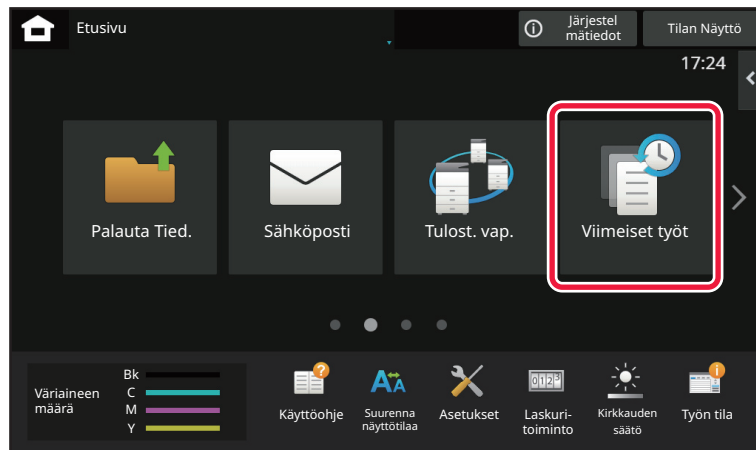 Etusivu
Järjestel
mätiedot
Tilan Näyttö
17:24
Palauta Tied.
Sähköposti
Tulost. vap.
Viimeiset työt
Väriaineen
määrä
Bk
C
M
Y
Käyttöohje
Suurenna
näyttötilaa
Asetukset
0123
Laskuri-
toiminto
Kirkkauden
säätö
Työn tila